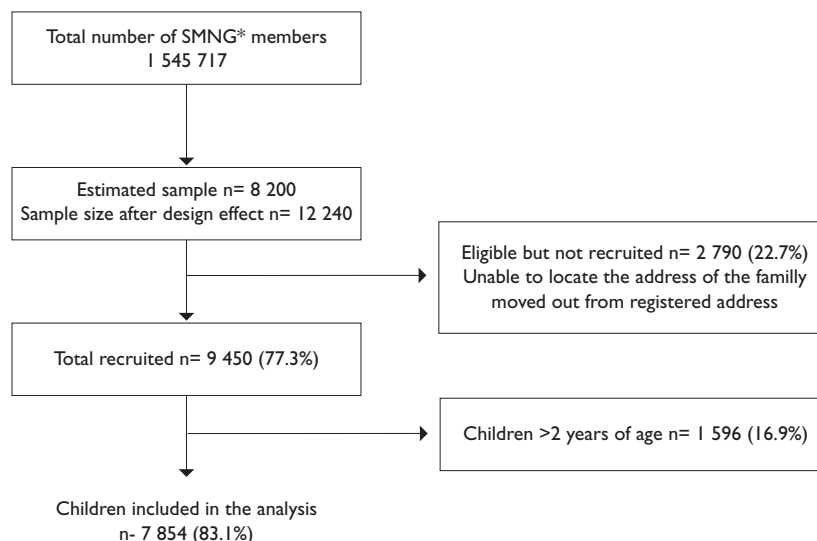 Total number of SMNG* members
1 545 717
Estimated sample n= 8 200
Sample size after design effect n= 12 240
Eligible but not recruited n= 2 790 (22.7%)
Unable to locate the address of the familly
moved out from registered address
Total recruited n= 9 450 (77.3%)
Children >2 years of age n= 1 596 (16.9%)
Children included in the analysis
n- 7 854 (83.1%)